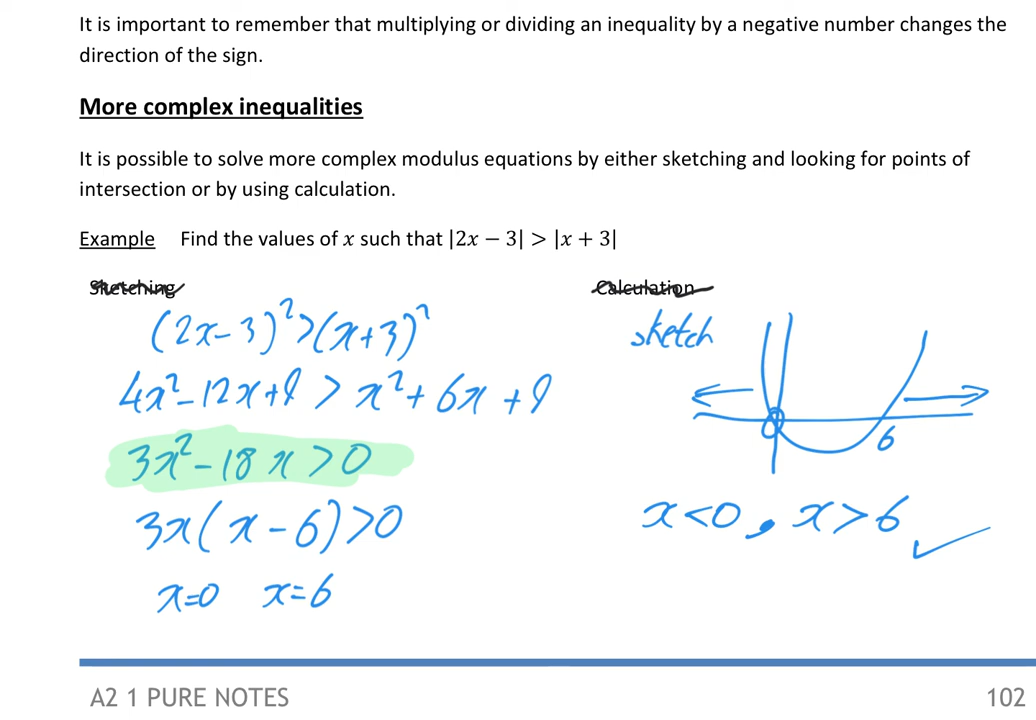 It is important to remember that multiplying or dividing an inequality by a negative number changes the
direction of the sign.
More complex inequalities
It is possible to solve more complex modulus equations by either sketching and looking for points of
intersection or by using calculation.
Example Find the values of x such that |2x − 3| > |x + 3|
Sketching
(2x-3)²>(x+3)²
4x²-12x+9 > x²+6x+9
3x²-18x>0
3x(x-6)>0
x=0 x=6
Calculation
sketch
0
6
x<0, x>6 ✓
A2 1 PURE NOTES
102